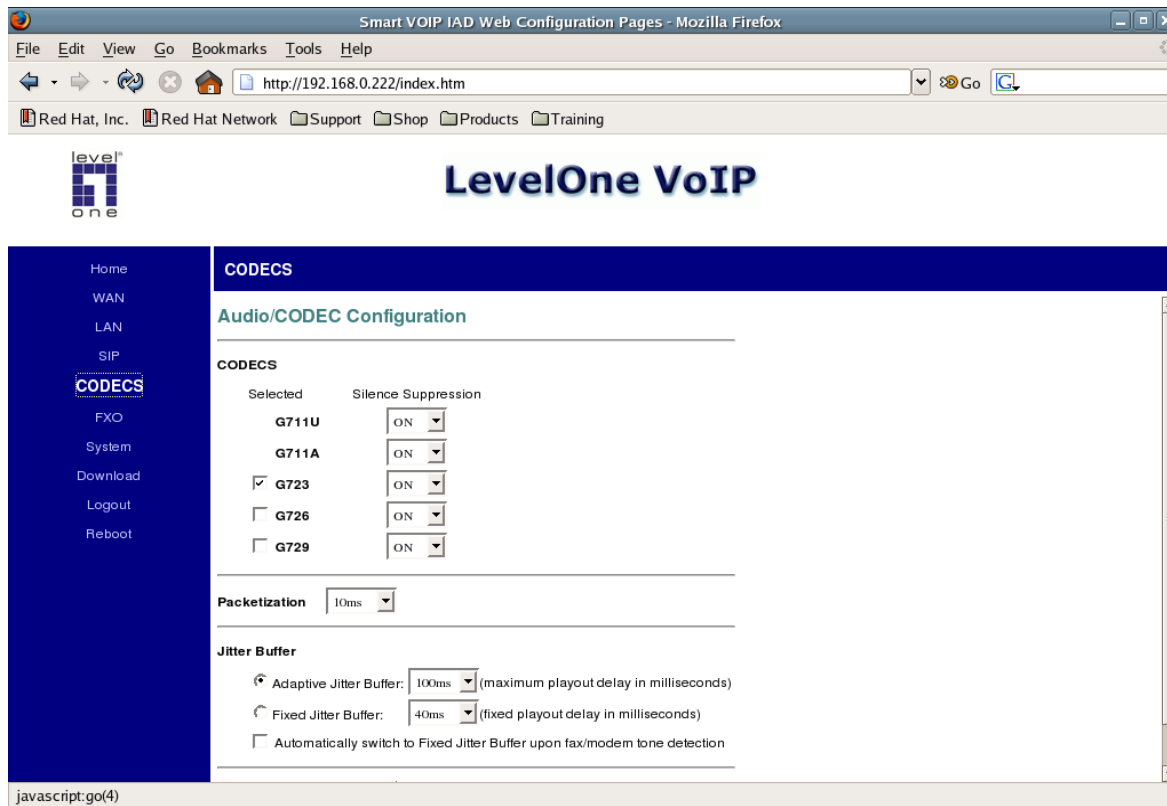 Smart VOIP IAD Web Configuration Pages - Mozilla Firefox
File Edit View Go Bookmarks Tools Help
http://192.168.0.222/index.htm Go G
Red Hat, Inc. Red Hat Network Support Shop Products Training
level
one
LevelOne VoIP
Home
WAN
LAN
SIP
CODECS
FXO
System
Download
Logout
Reboot
CODECS
Audio/CODEC Configuration
CODECS
Selected Silence Suppression
G711U ON
G711A ON
G723 ON
G726 ON
G729 ON
Packetization 10ms
Jitter Buffer
Adaptive Jitter Buffer: 100ms (maximum playout delay in milliseconds)
Fixed Jitter Buffer: 40ms (fixed playout delay in milliseconds)
Automatically switch to Fixed Jitter Buffer upon fax/modem tone detection
javascript:go(4)